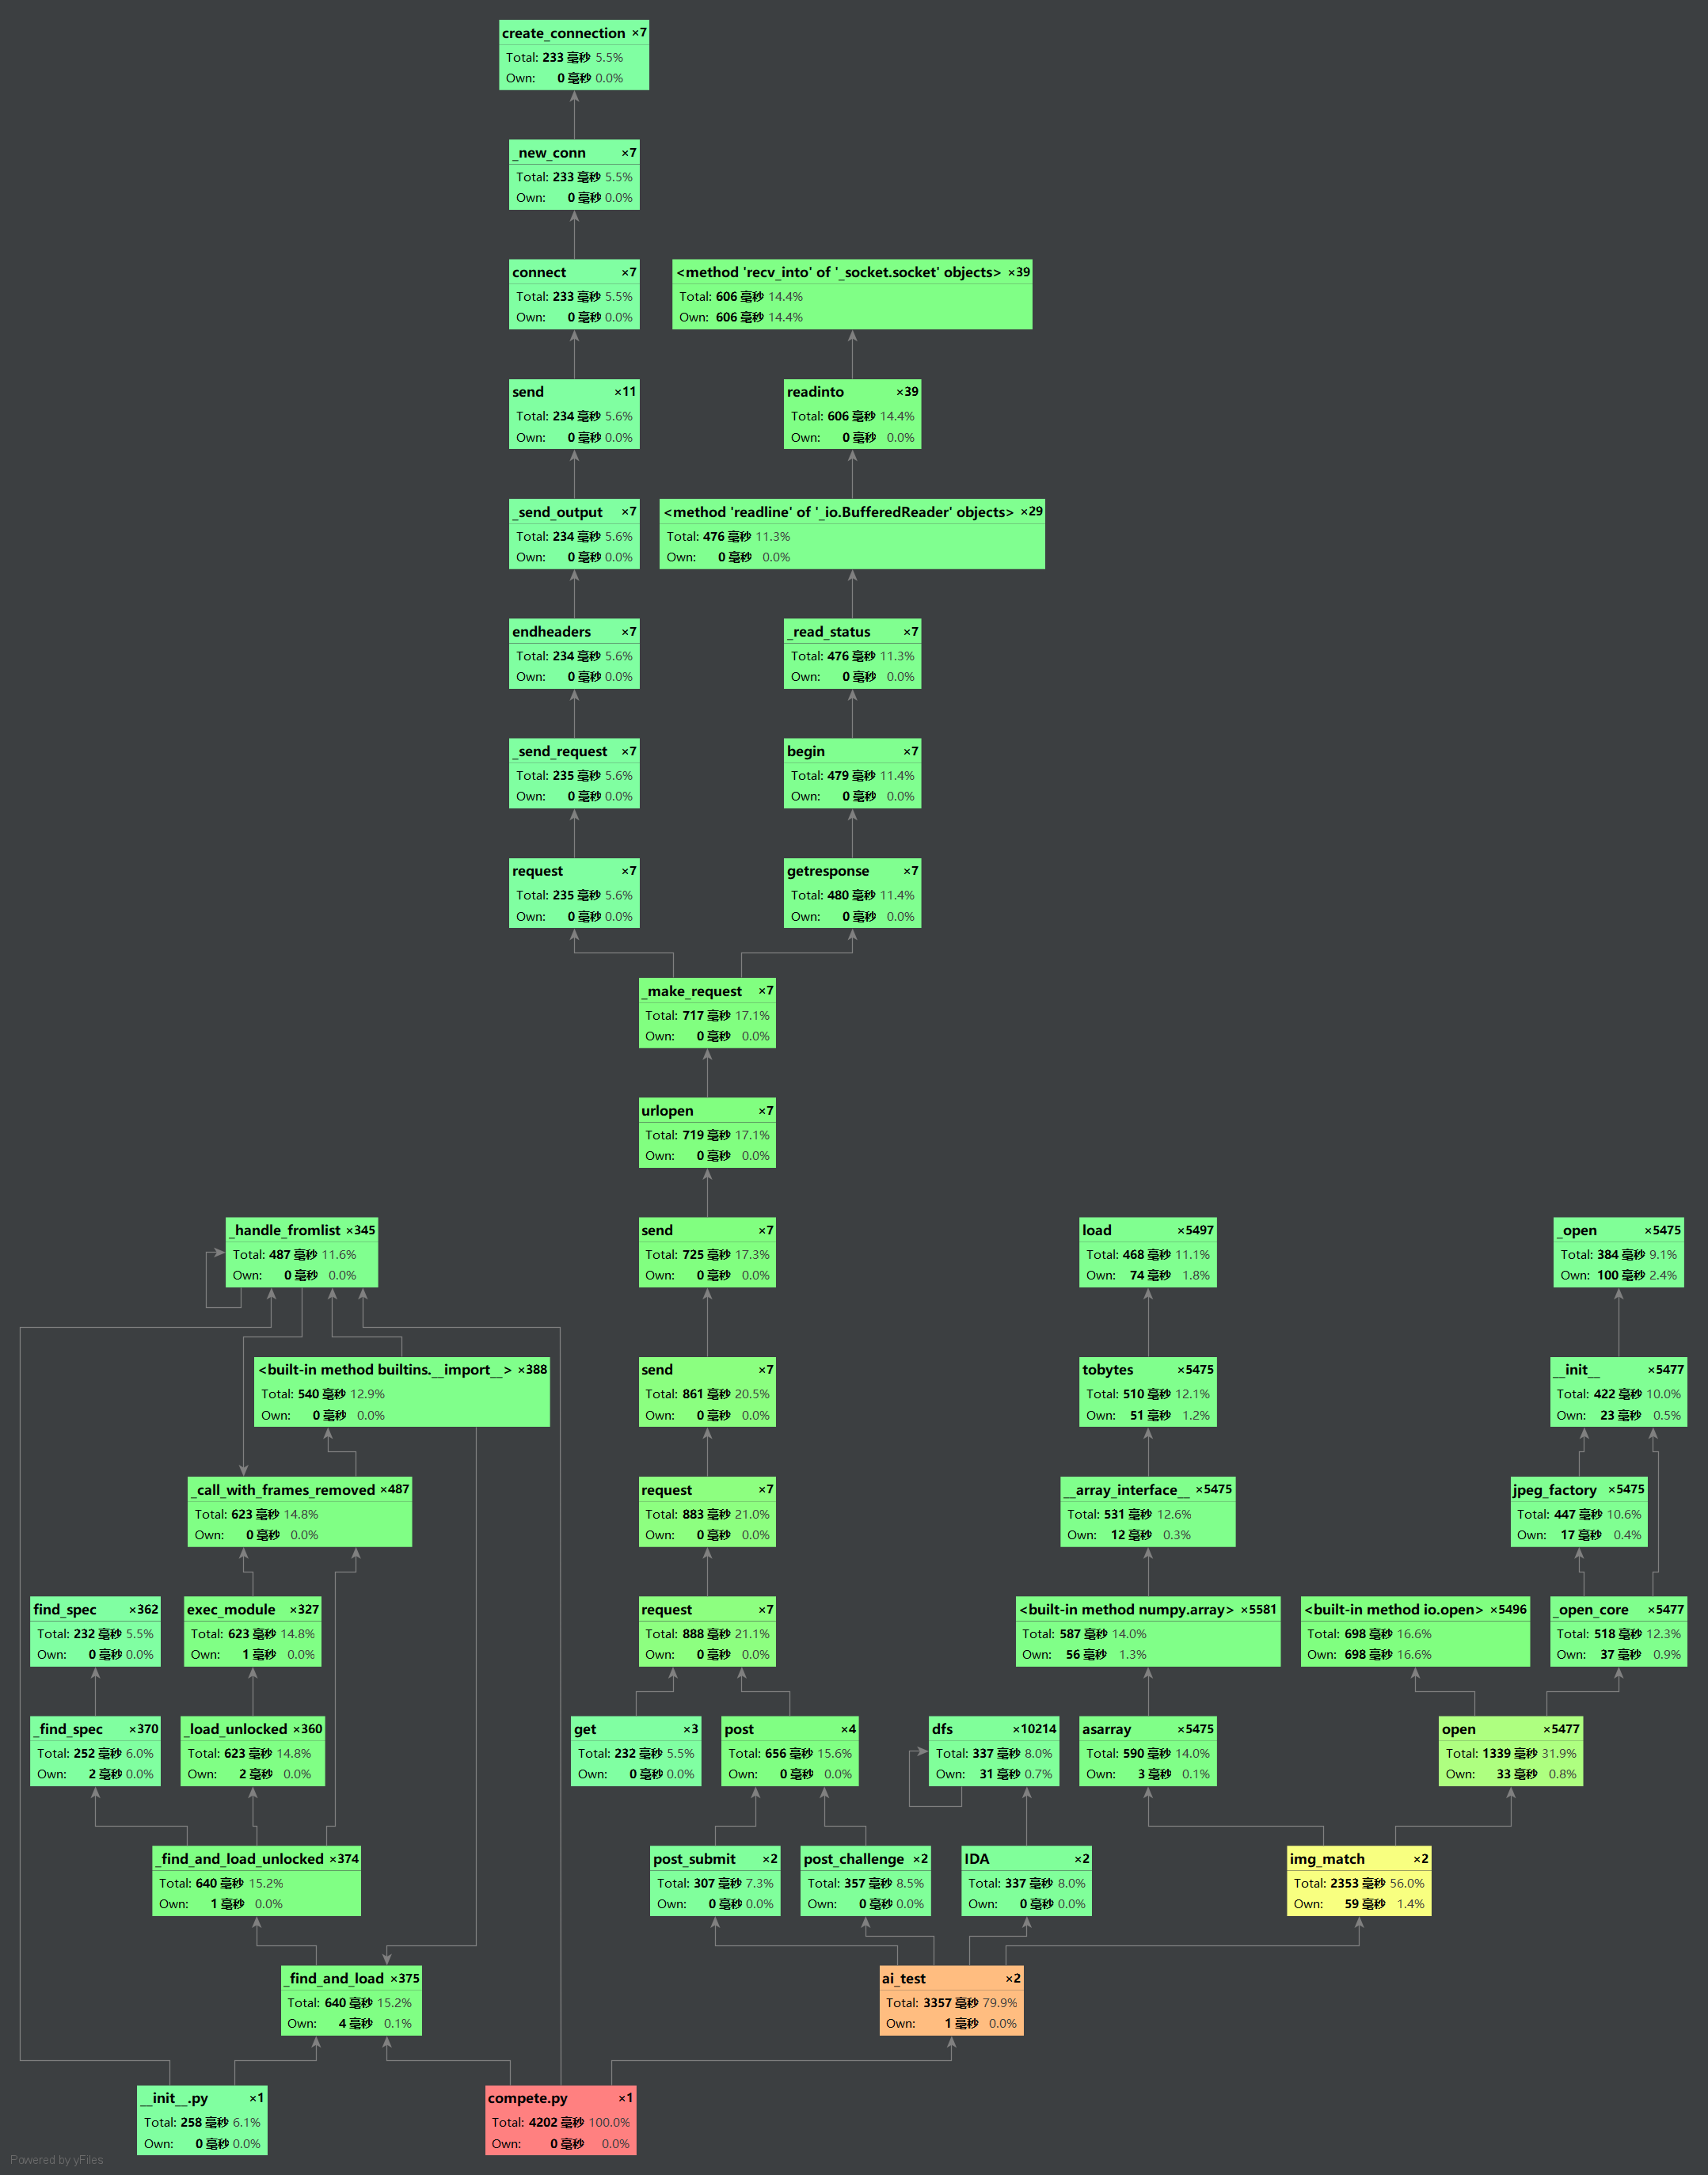 create_connection ×7
Total: 233 毫秒 5.5%
Own: 0 毫秒 0.0%
_new_conn ×7
Total: 233 毫秒 5.5%
Own: 0 毫秒 0.0%
connect ×7
Total: 233 毫秒 5.5%
Own: 0 毫秒 0.0%
<method 'recv_into' of '_socket.socket' objects> ×39
Total: 606 毫秒 14.4%
Own: 606 毫秒 14.4%
send ×11
Total: 234 毫秒 5.6%
Own: 0 毫秒 0.0%
readinto ×39
Total: 606 毫秒 14.4%
Own: 0 毫秒 0.0%
_send_output ×7
Total: 234 毫秒 5.6%
Own: 0 毫秒 0.0%
<method 'readline' of '_io.BufferedReader' objects> ×29
Total: 476 毫秒 11.3%
Own: 0 毫秒 0.0%
endheaders ×7
Total: 234 毫秒 5.6%
Own: 0 毫秒 0.0%
_read_status ×7
Total: 476 毫秒 11.3%
Own: 0 毫秒 0.0%
_send_request ×7
Total: 235 毫秒 5.6%
Own: 0 毫秒 0.0%
begin ×7
Total: 479 毫秒 11.4%
Own: 0 毫秒 0.0%
request ×7
Total: 235 毫秒 5.6%
Own: 0 毫秒 0.0%
getresponse ×7
Total: 480 毫秒 11.4%
Own: 0 毫秒 0.0%
_make_request ×7
Total: 717 毫秒 17.1%
Own: 0 毫秒 0.0%
urlopen ×7
Total: 719 毫秒 17.1%
Own: 0 毫秒 0.0%
_handle_fromlist ×345
Total: 487 毫秒 11.6%
Own: 0 毫秒 0.0%
send ×7
Total: 725 毫秒 17.3%
Own: 0 毫秒 0.0%
load ×5497
Total: 468 毫秒 11.1%
Own: 74 毫秒 1.8%
_open ×5475
Total: 384 毫秒 9.1%
Own: 100 毫秒 2.4%
<built-in method builtins.__import__> ×388
Total: 540 毫秒 12.9%
Own: 0 毫秒 0.0%
send ×7
Total: 861 毫秒 20.5%
Own: 0 毫秒 0.0%
tobytes ×5475
Total: 510 毫秒 12.1%
Own: 51 毫秒 1.2%
__init__ ×5477
Total: 422 毫秒 10.0%
Own: 23 毫秒 0.5%
_call_with_frames_removed ×487
Total: 623 毫秒 14.8%
Own: 0 毫秒 0.0%
request ×7
Total: 883 毫秒 21.0%
Own: 0 毫秒 0.0%
__array_interface__ ×5475
Total: 531 毫秒 12.6%
Own: 12 毫秒 0.3%
jpeg_factory ×5475
Total: 447 毫秒 10.6%
Own: 17 毫秒 0.4%
find_spec ×362
Total: 232 毫秒 5.5%
Own: 0 毫秒 0.0%
exec_module ×327
Total: 623 毫秒 14.8%
Own: 1 毫秒 0.0%
request ×7
Total: 888 毫秒 21.1%
Own: 0 毫秒 0.0%
<built-in method numpy.array> ×5581
Total: 587 毫秒 14.0%
Own: 56 毫秒 1.3%
<built-in method io.open> ×5496
Total: 698 毫秒 16.6%
Own: 698 毫秒 16.6%
_open_core ×5477
Total: 518 毫秒 12.3%
Own: 37 毫秒 0.9%
_find_spec ×370
Total: 252 毫秒 6.0%
Own: 2 毫秒 0.0%
_load_unlocked ×360
Total: 623 毫秒 14.8%
Own: 2 毫秒 0.0%
get ×3
Total: 232 毫秒 5.5%
Own: 0 毫秒 0.0%
post ×4
Total: 656 毫秒 15.6%
Own: 0 毫秒 0.0%
dfs ×10214
Total: 337 毫秒 8.0%
Own: 31 毫秒 0.7%
asarray ×5475
Total: 590 毫秒 14.0%
Own: 3 毫秒 0.1%
open ×5477
Total: 1339 毫秒 31.9%
Own: 33 毫秒 0.8%
_find_and_load_unlocked ×374
Total: 640 毫秒 15.2%
Own: 1 毫秒 0.0%
post_submit ×2
Total: 307 毫秒 7.3%
Own: 0 毫秒 0.0%
post_challenge ×2
Total: 357 毫秒 8.5%
Own: 0 毫秒 0.0%
IDA ×2
Total: 337 毫秒 8.0%
Own: 0 毫秒 0.0%
img_match ×2
Total: 2353 毫秒 56.0%
Own: 59 毫秒 1.4%
_find_and_load ×375
Total: 640 毫秒 15.2%
Own: 4 毫秒 0.1%
ai_test ×2
Total: 3357 毫秒 79.9%
Own: 1 毫秒 0.0%
__init__.py ×1
Total: 258 毫秒 6.1%
Own: 0 毫秒 0.0%
compete.py ×1
Total: 4202 毫秒 100.0%
Own: 0 毫秒 0.0%
Powered by yFiles